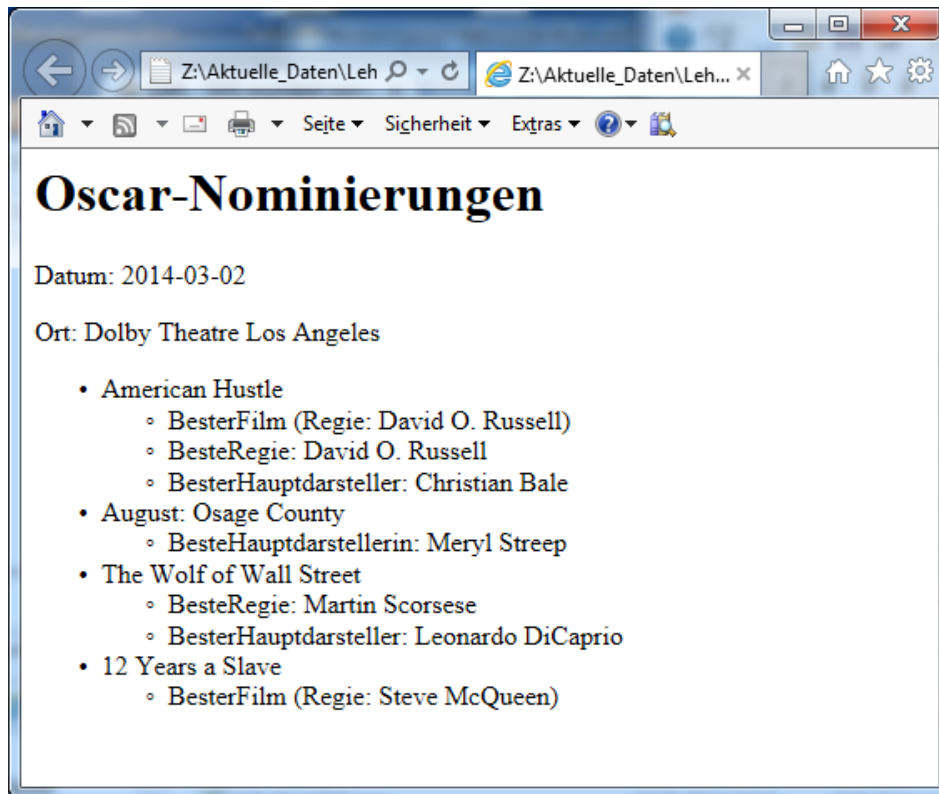 Z:\Aktuelle_Daten\Leh
Z:\Aktuelle_Daten\Leh...
Seite Sicherheit Extras
Oscar-Nominierungen
Datum: 2014-03-02
Ort: Dolby Theatre Los Angeles
• American Hustle
◦ BesterFilm (Regie: David O. Russell)
◦ BesteRegie: David O. Russell
◦ BesterHauptdarsteller: Christian Bale
• August: Osage County
◦ BesteHauptdarstellerin: Meryl Streep
• The Wolf of Wall Street
◦ BesteRegie: Martin Scorsese
◦ BesterHauptdarsteller: Leonardo DiCaprio
• 12 Years a Slave
◦ BesterFilm (Regie: Steve McQueen)